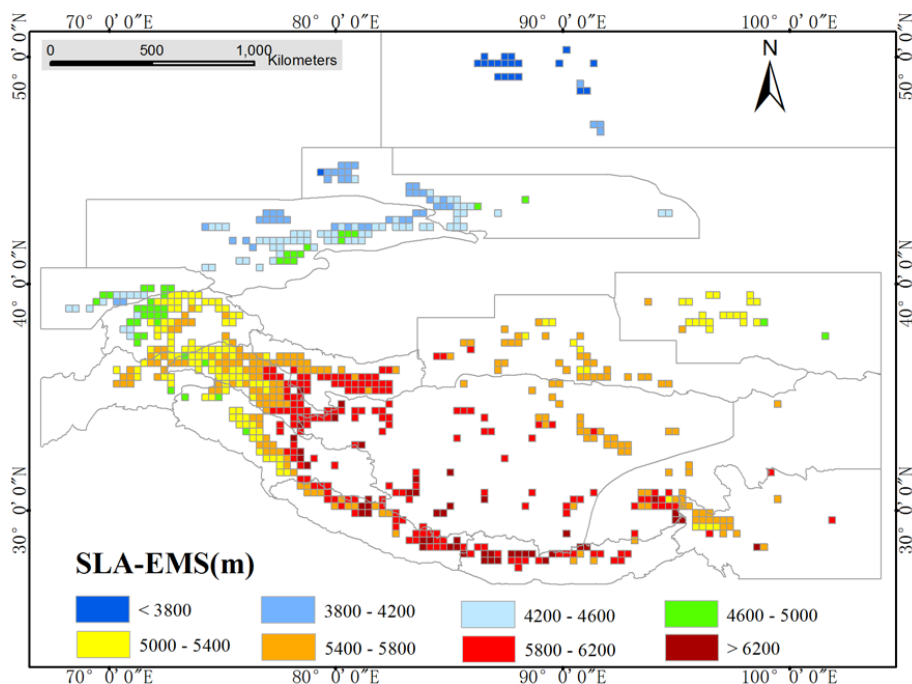 70° 0′ 0″E 80° 0′ 0″E 90° 0′ 0″E 100° 0′ 0″E
0 500 1,000
Kilometers
N
50° 0′ 0″N
50° 0′ 0″N
40° 0′ 0″N
40° 0′ 0″N
30° 0′ 0″N
30° 0′ 0″N
SLA-EMS(m)
< 3800 3800 - 4200 4200 - 4600 4600 - 5000
5000 - 5400 5400 - 5800 5800 - 6200 > 6200
70° 0′ 0″E 80° 0′ 0″E 90° 0′ 0″E 100° 0′ 0″E